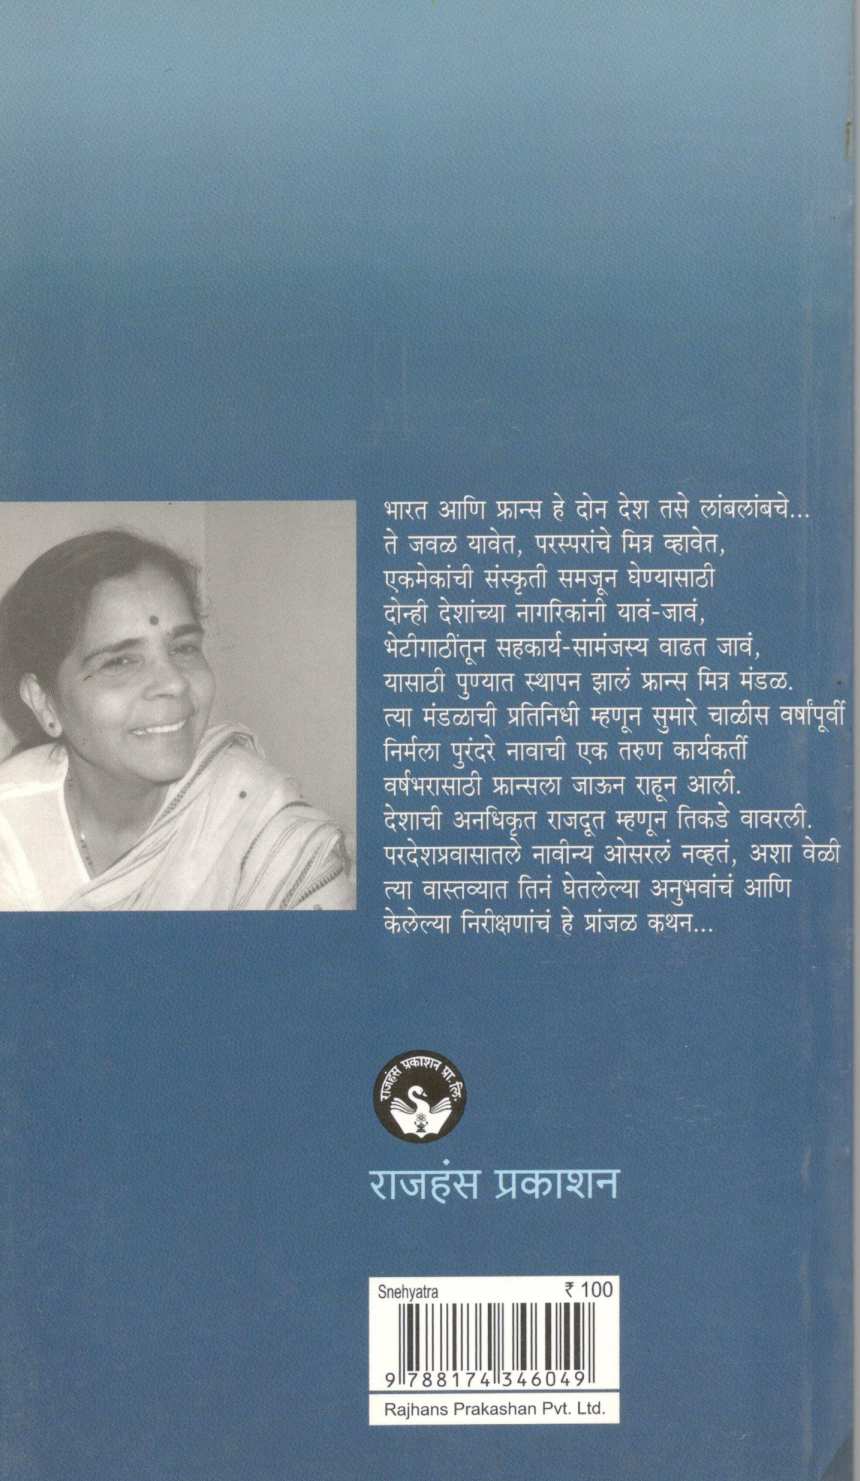 भारत आणि फ्रान्स हे दोन देश तसे लांबलांबचे...
ते जवळ यावेत, परस्परांचे मित्र व्हावेत,
एकमेकांची संस्कृती समजून घेण्यासाठी
दोन्ही देशांच्या नागरिकांनी यावं-जावं,
भेटीगाठींतून सहकार्य-सामंजस्य वाढत जावं,
यासाठी पुण्यात स्थापन झालं फ्रान्स मित्र मंडळ.
त्या मंडळाची प्रतिनिधी म्हणून सुमारे चाळीस वर्षांपूर्वी
निर्मला पुरंदरे नावाची एक तरुण कार्यकर्ती
वर्षभरासाठी फ्रान्सला जाऊन राहून आली.
देशाची अनधिकृत राजदूत म्हणून तिकडे वावरली.
परदेशप्रवासातले नावीन्य ओसरलं नव्हतं, अशा वेळी
त्या वास्तव्यात तिनं घेतलेल्या अनुभवांचं आणि
केलेल्या निरीक्षणांचं हे प्रांजळ कथन...
राजहंस प्रकाशन प्रा.लि.
राजहंस प्रकाशन
Snehyatra ₹ 100
9 788174 346049
Rajhans Prakashan Pvt. Ltd.